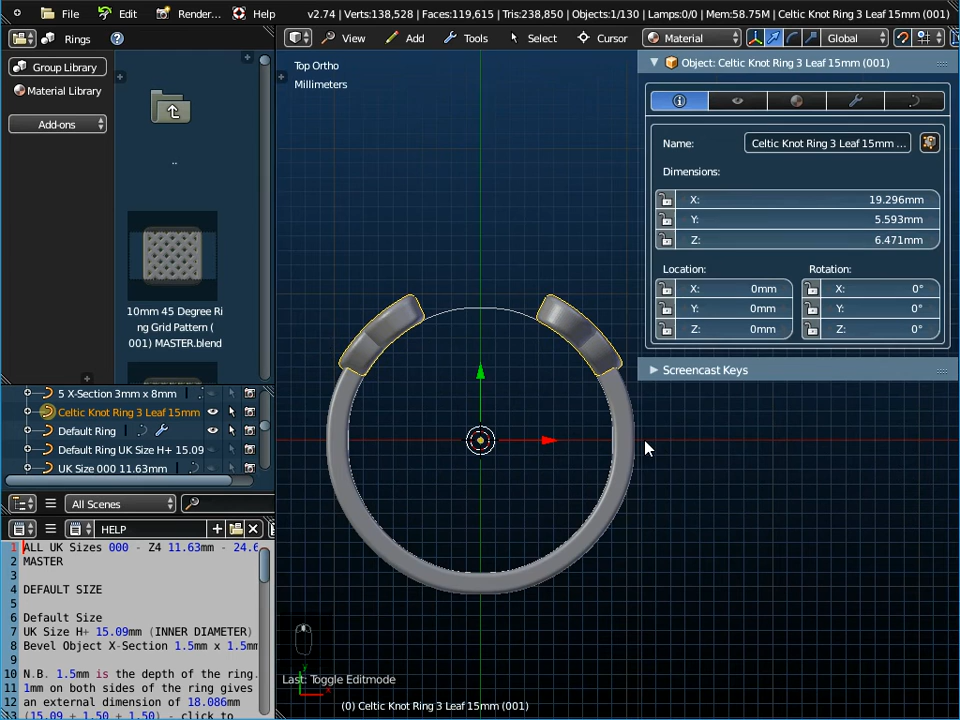 File Edit Render... Help v2.74 | Verts:138,528 | Faces:119,615 | Tris:238,850 | Objects:1/130 | Lamps:0/0 | Mem:58.75M | Celtic Knot Ring 3 Leaf 15mm (001)
Rings
View Add Tools Select Cursor Material Global
Group Library
Material Library
Add-ons
..
10mm 45 Degree Ri
ng Grid Pattern (
001) MASTER.blend
Top Ortho
Millimeters
Object: Celtic Knot Ring 3 Leaf 15mm (001)
Name: Celtic Knot Ring 3 Leaf 15mm ...
Dimensions:
X: 19.296mm
Y: 5.593mm
Z: 6.471mm
Location: Rotation:
X: 0mm X: 0°
Y: 0mm Y: 0°
Z: 0mm Z: 0°
Screencast Keys
5 X-Section 3mm x 8mm
Celtic Knot Ring 3 Leaf 15mm
Default Ring
Default Ring UK Size H+ 15.09
UK Size 000 11.63mm
All Scenes
HELP
1 ALL UK Sizes 000 - Z4 11.63mm - 24.6
2 MASTER
3
4 DEFAULT SIZE
5
6 Default Size
7 UK Size H+ 15.09mm (INNER DIAMETER)
8 Bevel Object X-Section 1.5mm x 1.5mm
9
10 N.B. 1.5mm is the depth of the ring.
11 1mm on both sides of the ring gives
12 an external dimension of 18.086mm
13 (15.09 + 1.50 + 1.50) - click to
Last: Toggle Editmode
y
x
(0) Celtic Knot Ring 3 Leaf 15mm (001)